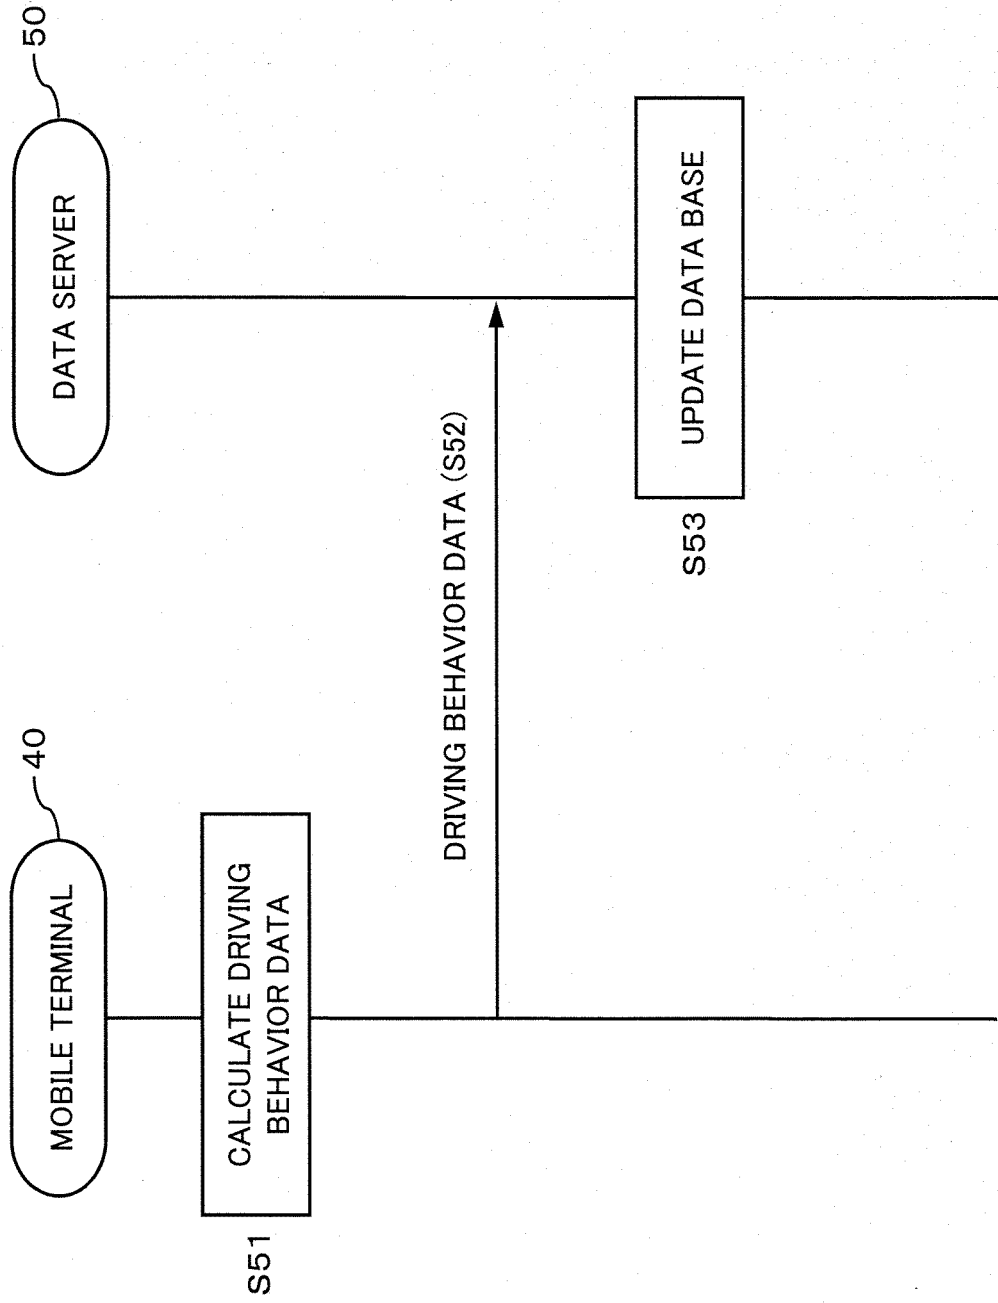 MOBILE TERMINAL
40
DATA SERVER
50
S51
CALCULATE DRIVING
BEHAVIOR DATA
DRIVING BEHAVIOR DATA (S52)
S53
UPDATE DATA BASE